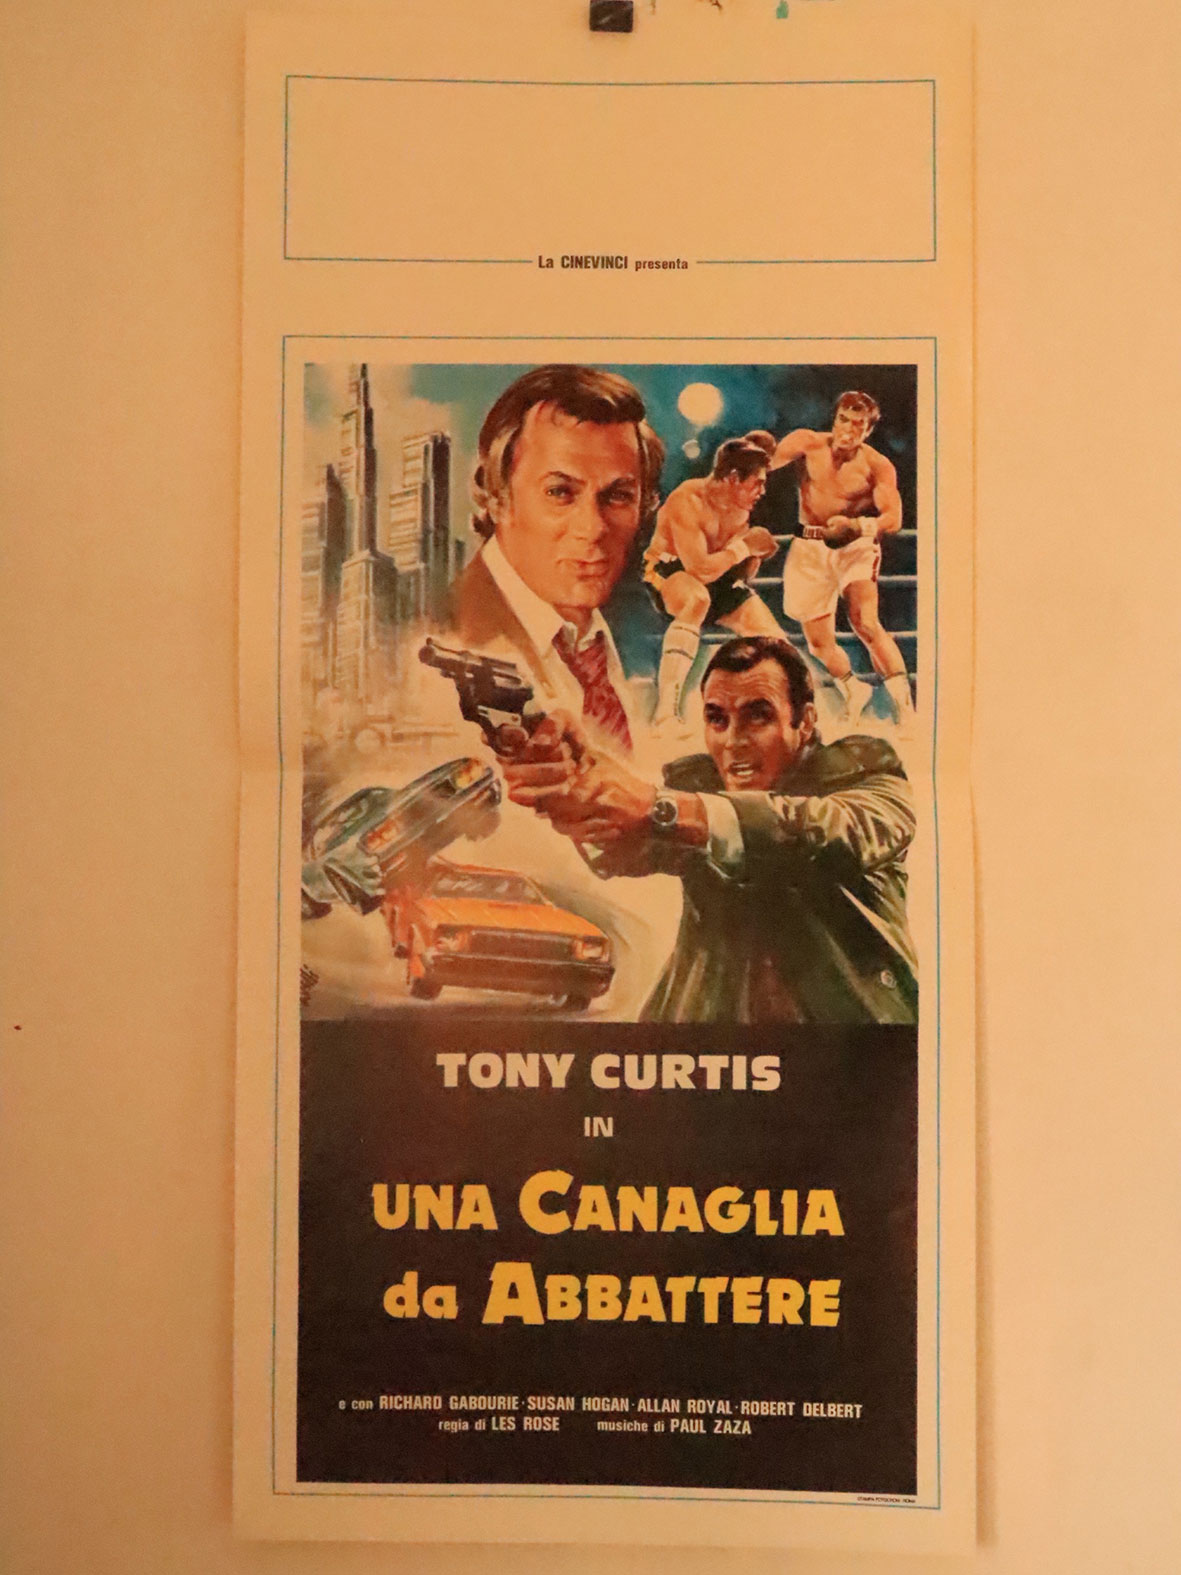 La CINEVINCI presenta
TONY CURTIS
IN
UNA CANAGLIA
da ABBATTERE
e con RICHARD GABOURIE·SUSAN HOGAN·ALLAN ROYAL·ROBERT DELBERT
regia di LES ROSE musiche di PAUL ZAZA